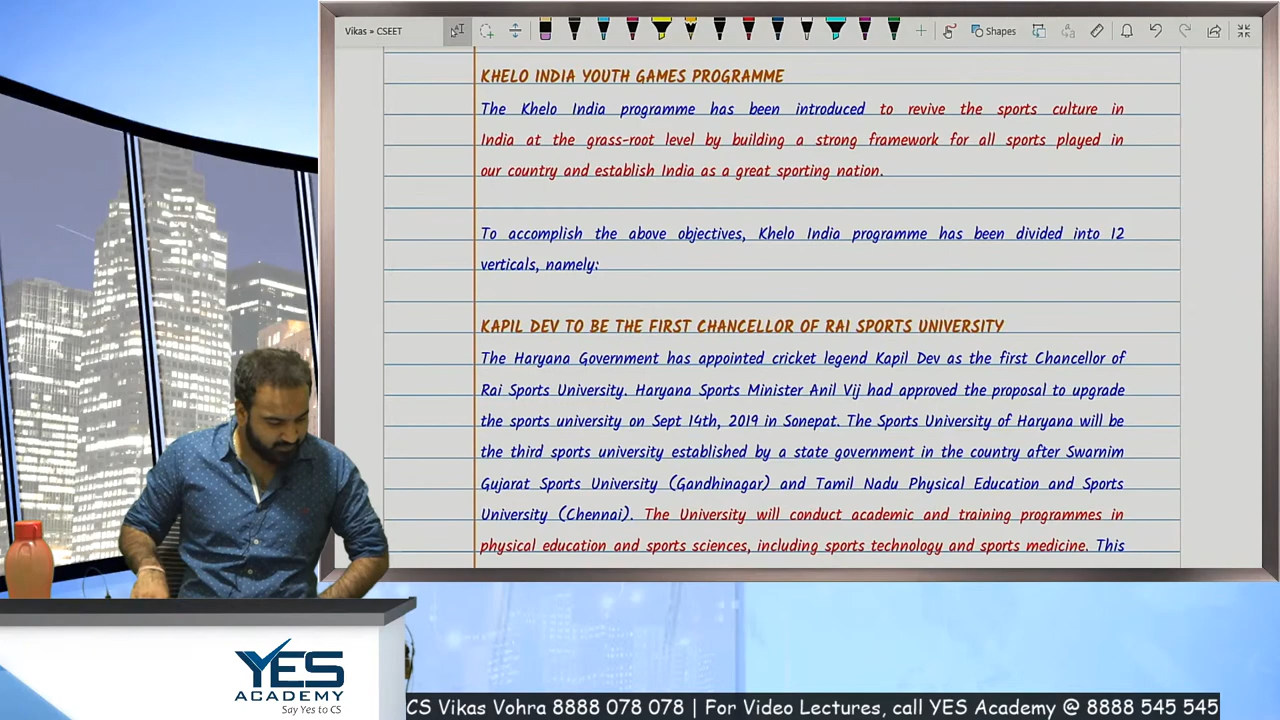 Vikas » CSEET
Shapes
KHELO INDIA YOUTH GAMES PROGRAMME
The Khelo India programme has been introduced to revive the sports culture in
India at the grass-root level by building a strong framework for all sports played in
our country and establish India as a great sporting nation.
To accomplish the above objectives, Khelo India programme has been divided into 12
verticals, namely:
KAPIL DEV TO BE THE FIRST CHANCELLOR OF RAI SPORTS UNIVERSITY
The Haryana Government has appointed cricket legend Kapil Dev as the first Chancellor of
Rai Sports University. Haryana Sports Minister Anil Vij had approved the proposal to upgrade
the sports university on Sept 14th, 2019 in Sonepat. The Sports University of Haryana will be
the third sports university established by a state government in the country after Swarnim
Gujarat Sports University (Gandhinagar) and Tamil Nadu Physical Education and Sports
University (Chennai). The University will conduct academic and training programmes in
physical education and sports sciences, including sports technology and sports medicine. This
YES
ACADEMY
Say Yes to CS
CS Vikas Vohra 8888 078 078 | For Video Lectures, call YES Academy @ 8888 545 545